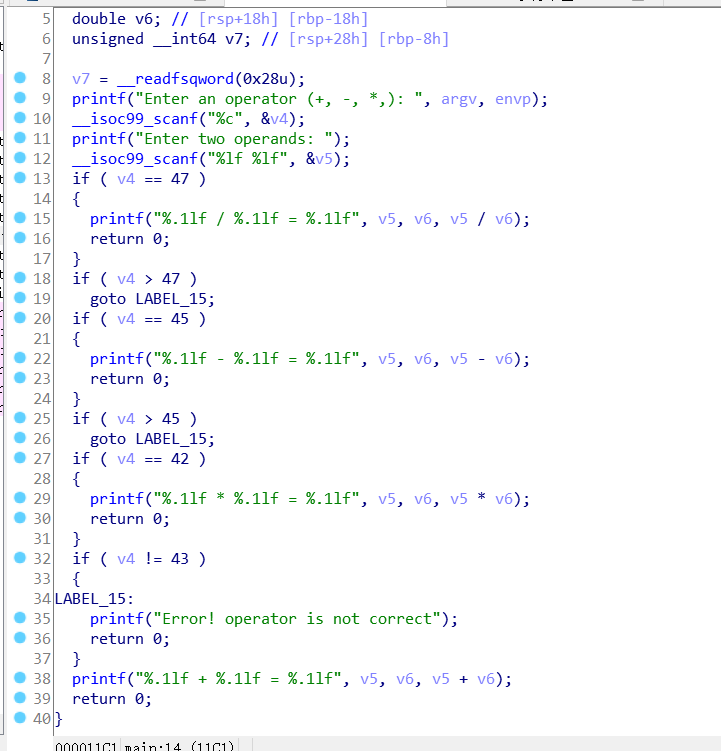 5 double v6; // [rsp+18h] [rbp-18h]
6 unsigned __int64 v7; // [rsp+28h] [rbp-8h]
7
8 v7 = __readfsqword(0x28u);
9 printf("Enter an operator (+, -, *,): ", argv, envp);
10 __isoc99_scanf("%c", &v4);
11 printf("Enter two operands: ");
12 __isoc99_scanf("%lf %lf", &v5);
13 if ( v4 == 47 )
14 {
15 printf("%.1lf / %.1lf = %.1lf", v5, v6, v5 / v6);
16 return 0;
17 }
18 if ( v4 > 47 )
19 goto LABEL_15;
20 if ( v4 == 45 )
21 {
22 printf("%.1lf - %.1lf = %.1lf", v5, v6, v5 - v6);
23 return 0;
24 }
25 if ( v4 > 45 )
26 goto LABEL_15;
27 if ( v4 == 42 )
28 {
29 printf("%.1lf * %.1lf = %.1lf", v5, v6, v5 * v6);
30 return 0;
31 }
32 if ( v4 != 43 )
33 {
34 LABEL_15:
35 printf("Error! operator is not correct");
36 return 0;
37 }
38 printf("%.1lf + %.1lf = %.1lf", v5, v6, v5 + v6);
39 return 0;
40 }
000011C1 main:14 (11C1)